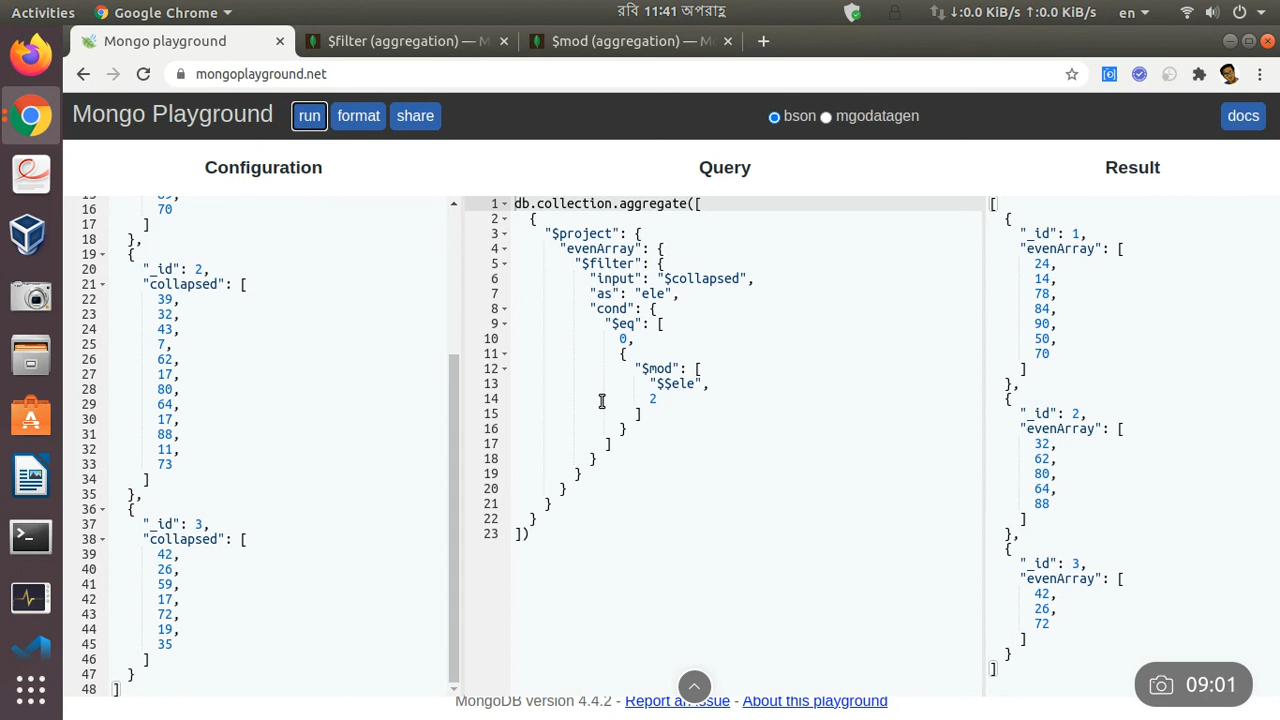 Activities Google Chrome রবি 11:41 অপরাহ্ণ ↓:0.0 KiB/s ↑:0.0 KiB/s en
Mongo playground × $filter (aggregation) — M × $mod (aggregation) — Mo ×
mongoplayground.net
Mongo Playground run format share bson mgodatagen docs
Configuration Query Result
16 70
17 ]
18 },
19 {
20 "_id": 2,
21 "collapsed": [
22 39,
23 32,
24 43,
25 7,
26 62,
27 17,
28 80,
29 64,
30 17,
31 88,
32 11,
33 73
34 ]
35 },
36 {
37 "_id": 3,
38 "collapsed": [
39 42,
40 26,
41 59,
42 17,
43 72,
44 19,
45 35
46 ]
47 }
48 ]
1 db.collection.aggregate([
2 {
3 "$project": {
4 "evenArray": {
5 "$filter": {
6 "input": "$collapsed",
7 "as": "ele",
8 "cond": {
9 "$eq": [
10 0,
11 {
12 "$mod": [
13 "$$ele",
14 2
15 ]
16 }
17 ]
18 }
19 }
20 }
21 }
22 }
23 ])
[
{
"_id": 1,
"evenArray": [
24,
14,
78,
84,
90,
50,
70
]
},
{
"_id": 2,
"evenArray": [
32,
62,
80,
64,
88
]
},
{
"_id": 3,
"evenArray": [
42,
26,
72
]
}
]
MongoDB version 4.4.2 - Report an issue - About this playground
09:01